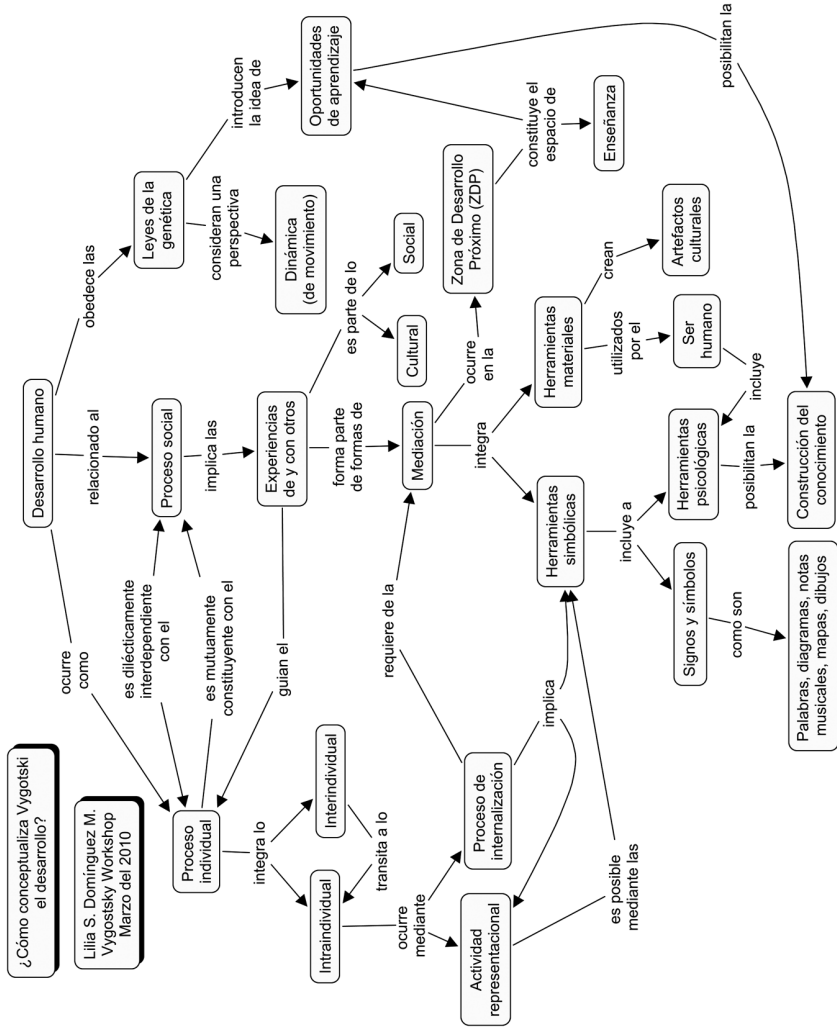 ¿Cómo conceptualiza Vygotski
el desarrollo?
Lilia S. Domínguez M.
Vygostsky Workshop
Marzo del 2010
Desarrollo humano
ocurre
como
relacionado al
obedece las
Proceso
individual
es dilécticamente
interdependiente
con el
es mutuamente
constituyente con el
Proceso social
Leyes de la
genética
implica las
consideran una
perspectiva
introducen
la idea de
guian el
Experiencias
de y con otros
Dinámica
(de movimiento)
Oportunidades
de aprendizaje
integra lo
Interindividual
Intraindividual
transita a lo
forma parte
de formas de
es parte de lo
Cultural
Social
ocurre
mediante
requiere de la
Mediación
ocurre
en la
Zona de Desarrollo
Próximo (ZDP)
constituye el
espacio de
Enseñanza
Actividad
representacional
Proceso de
internalización
implica
integra
Herramientas
simbólicas
Herramientas
materiales
crean
Artefactos
culturales
utilizados
por el
Ser
humano
es posible
mediante las
incluye a
incluye
Signos y símbolos
Herramientas
psicológicas
como son
posibilitan la
posibilitan la
Palabras, diagramas, notas
musicales, mapas, dibujos
Construcción del
conocimiento